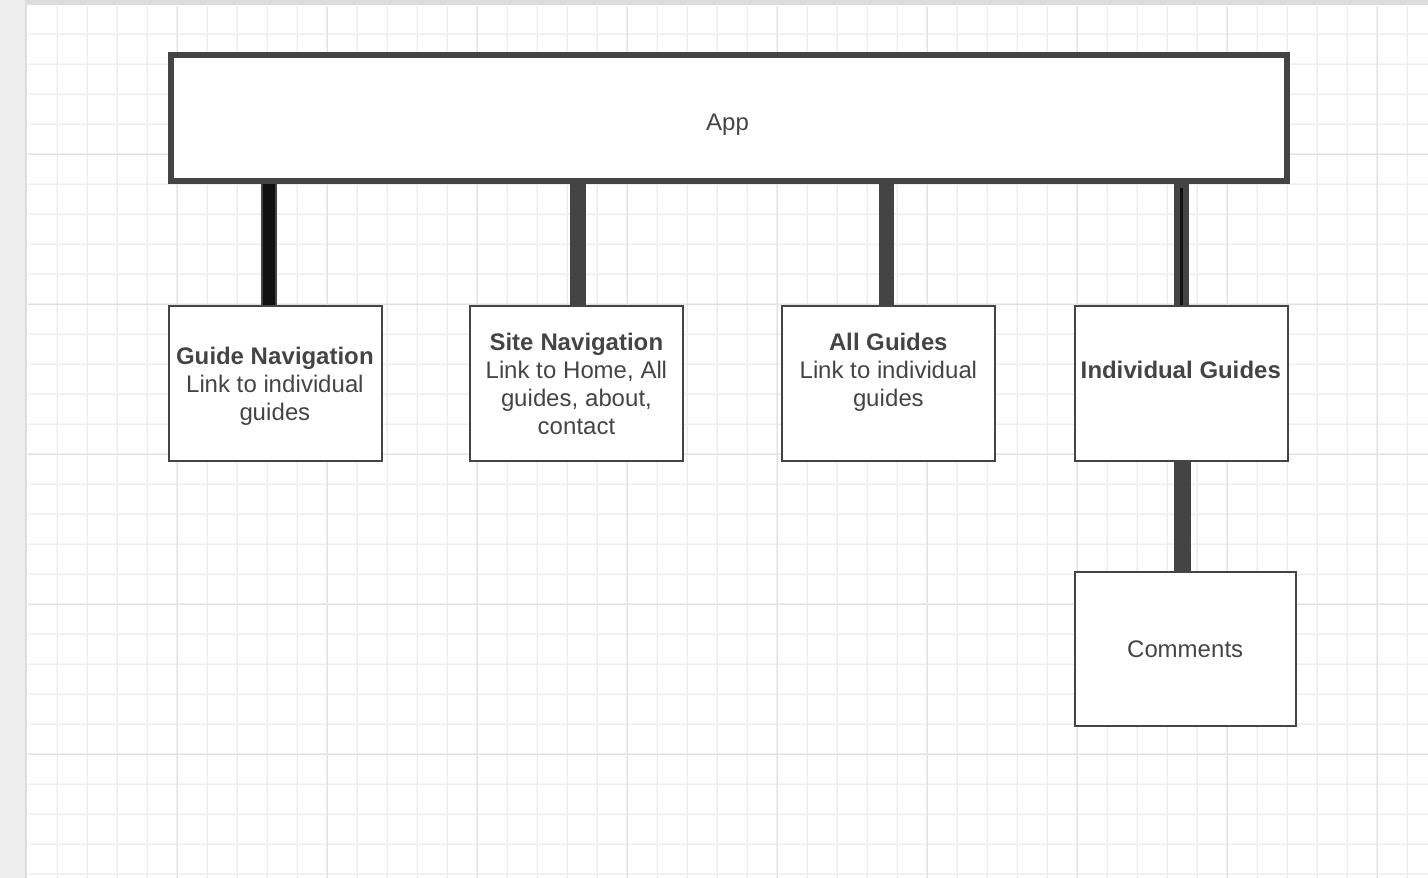 App
Guide Navigation
Link to individual
guides
Site Navigation
Link to Home, All
guides, about,
contact
All Guides
Link to individual
guides
Individual Guides
Comments